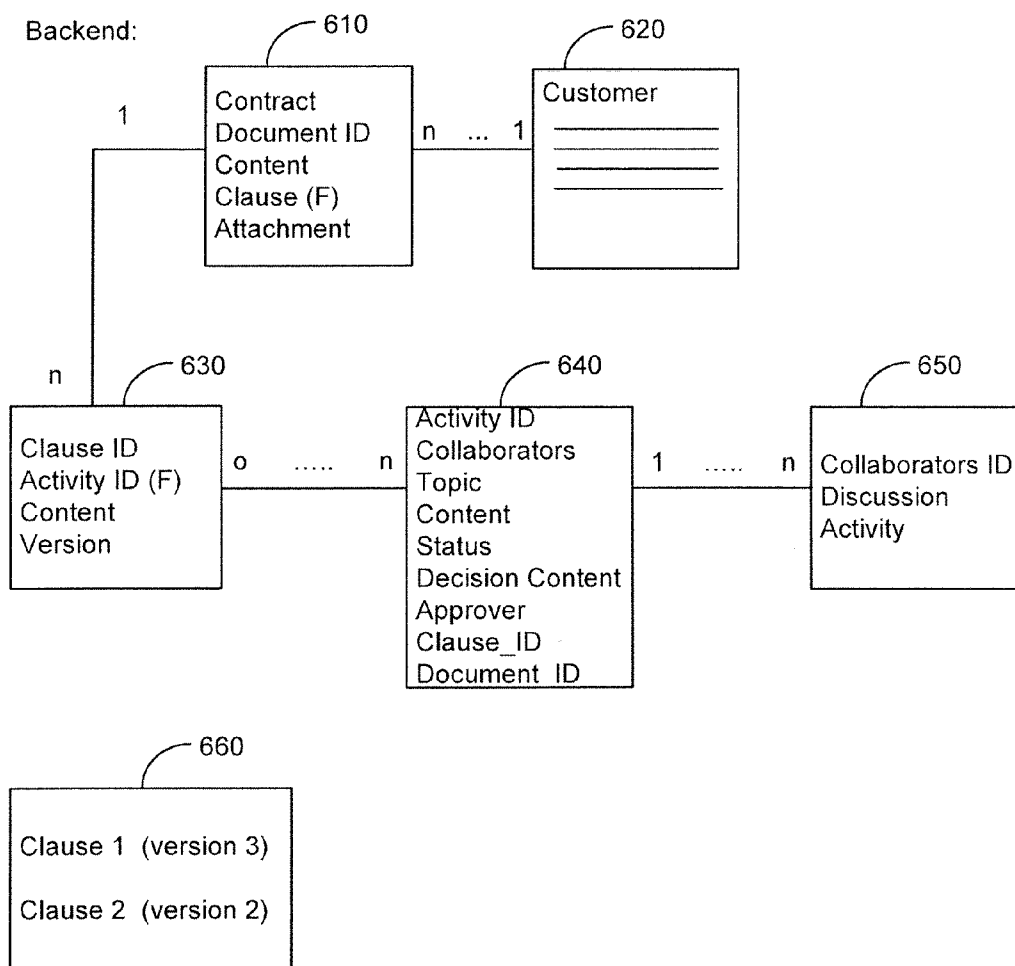 Backend:
610
620
Contract
Document ID
Content
Clause (F)
Attachment
Customer
1
n ... 1
n
630
640
650
Clause ID
Activity ID (F)
Content
Version
o ..... n
Activity ID
Collaborators
Topic
Content
Status
Decision Content
Approver
Clause_ID
Document_ID
1 ..... n
Collaborators ID
Discussion
Activity
660
Clause 1 (version 3)
Clause 2 (version 2)